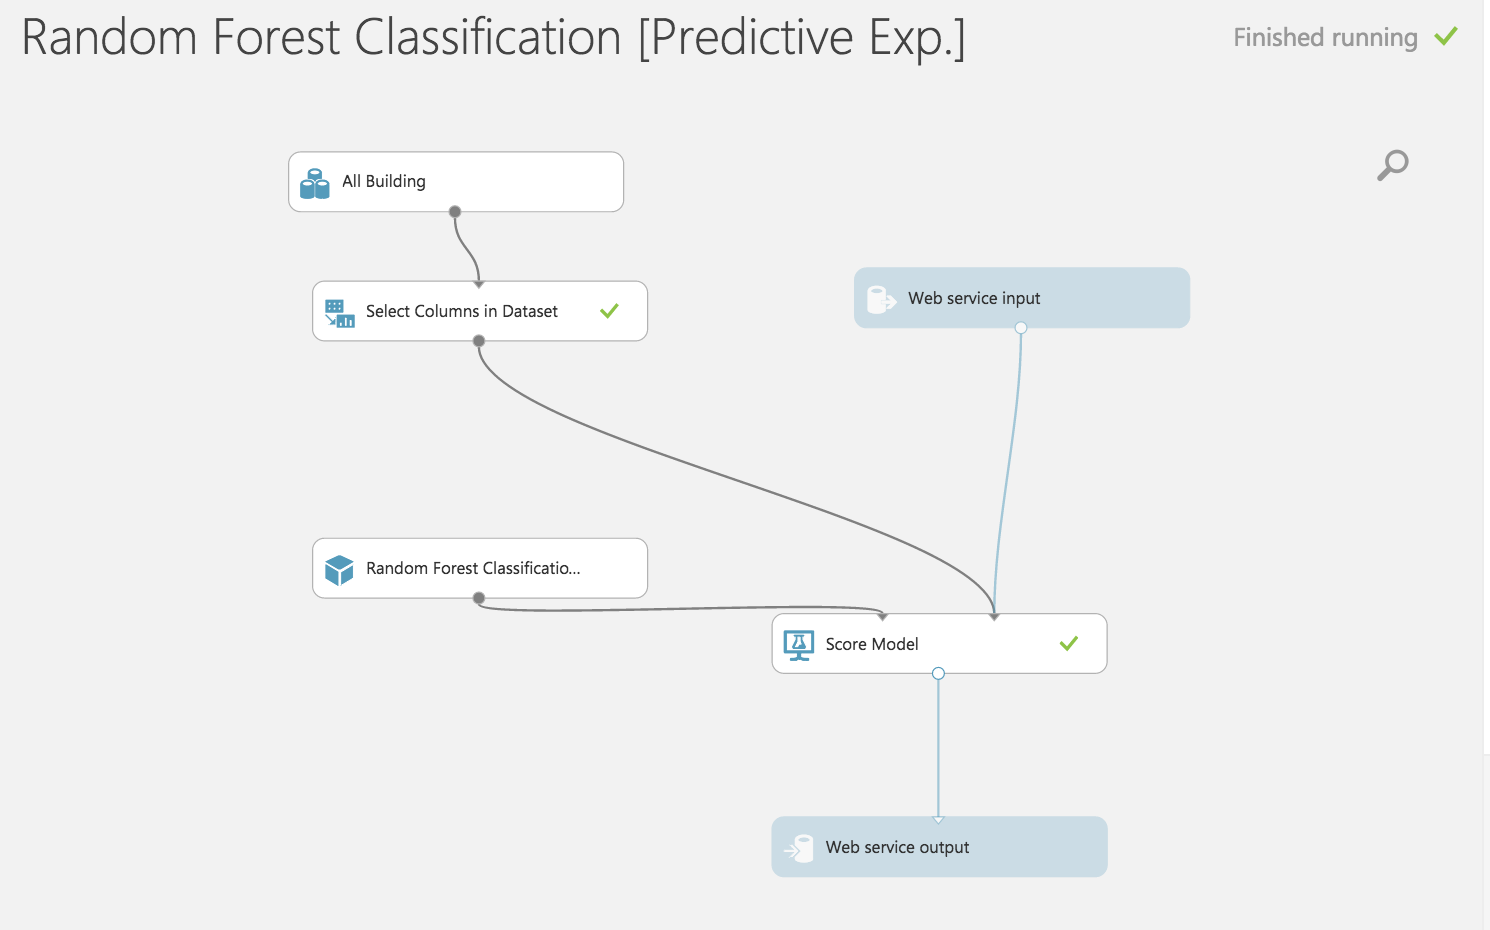 Random Forest Classification [Predictive Exp.]
Finished running
All Building
Select Columns in Dataset
Web service input
Random Forest Classificatio...
Score Model
Web service output